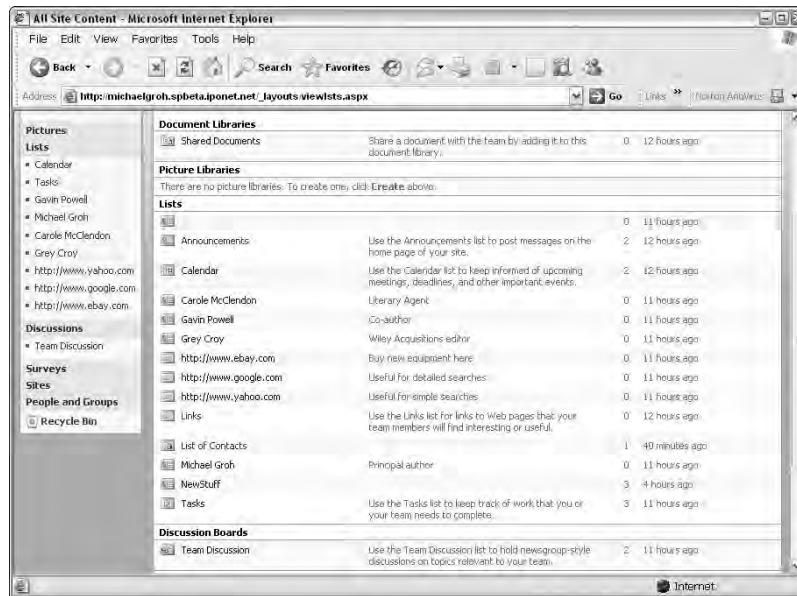 All Site Content - Microsoft Internet Explorer
File Edit View Favorites Tools Help
Back Search Favorites
Address http://michaelgroh.spbeta.iponet.net/_layouts/viewlsts.aspx Go Links » Norton AntiVirus
Pictures
Lists
Calendar
Tasks
Gavin Powell
Michael Groh
Carole McClendon
Grey Croy
http://www.yahoo.com
http://www.google.com
http://www.ebay.com
Discussions
Team Discussion
Surveys
Sites
People and Groups
Recycle Bin
Document Libraries
Shared Documents Share a document with the team by adding it to this 0 12 hours ago
document library.
Picture Libraries
There are no picture libraries. To create one, click Create above.
Lists
0 11 hours ago
Announcements Use the Announcements list to post messages on the 2 12 hours ago
home page of your site.
Calendar Use the Calendar list to keep informed of upcoming 2 12 hours ago
meetings, deadlines, and other important events.
Carole McClendon Literary Agent 0 11 hours ago
Gavin Powell Co-author 0 11 hours ago
Grey Croy Wiley Acquisitions editor 0 11 hours ago
http://www.ebay.com Buy new equipment here 0 11 hours ago
http://www.google.com Useful for detailed searches 0 11 hours ago
http://www.yahoo.com Useful for simple searches 0 11 hours ago
Links Use the Links list for links to Web pages that your 0 12 hours ago
team members will find interesting or useful.
List of Contacts 1 40 minutes ago
Michael Groh Principal author 0 11 hours ago
NewStuff 3 4 hours ago
Tasks Use the Tasks list to keep track of work that you or 3 11 hours ago
your team needs to complete.
Discussion Boards
Team Discussion Use the Team Discussion list to hold newsgroup-style 2 11 hours ago
discussions on topics relevant to your team.
Internet